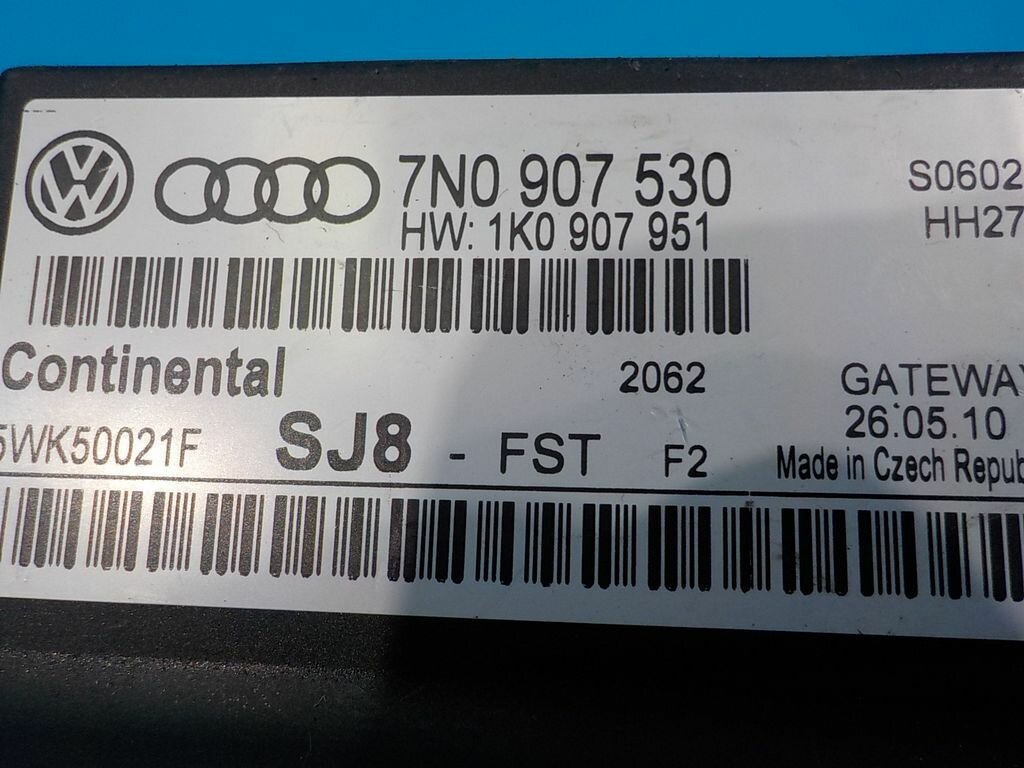 7N0 907 530
HW: 1K0 907 951
S0602
HH27
Continental
2062
GATEWAY
5WK50021F
SJ8 - FST F2
26.05.10
Made in Czech Repub